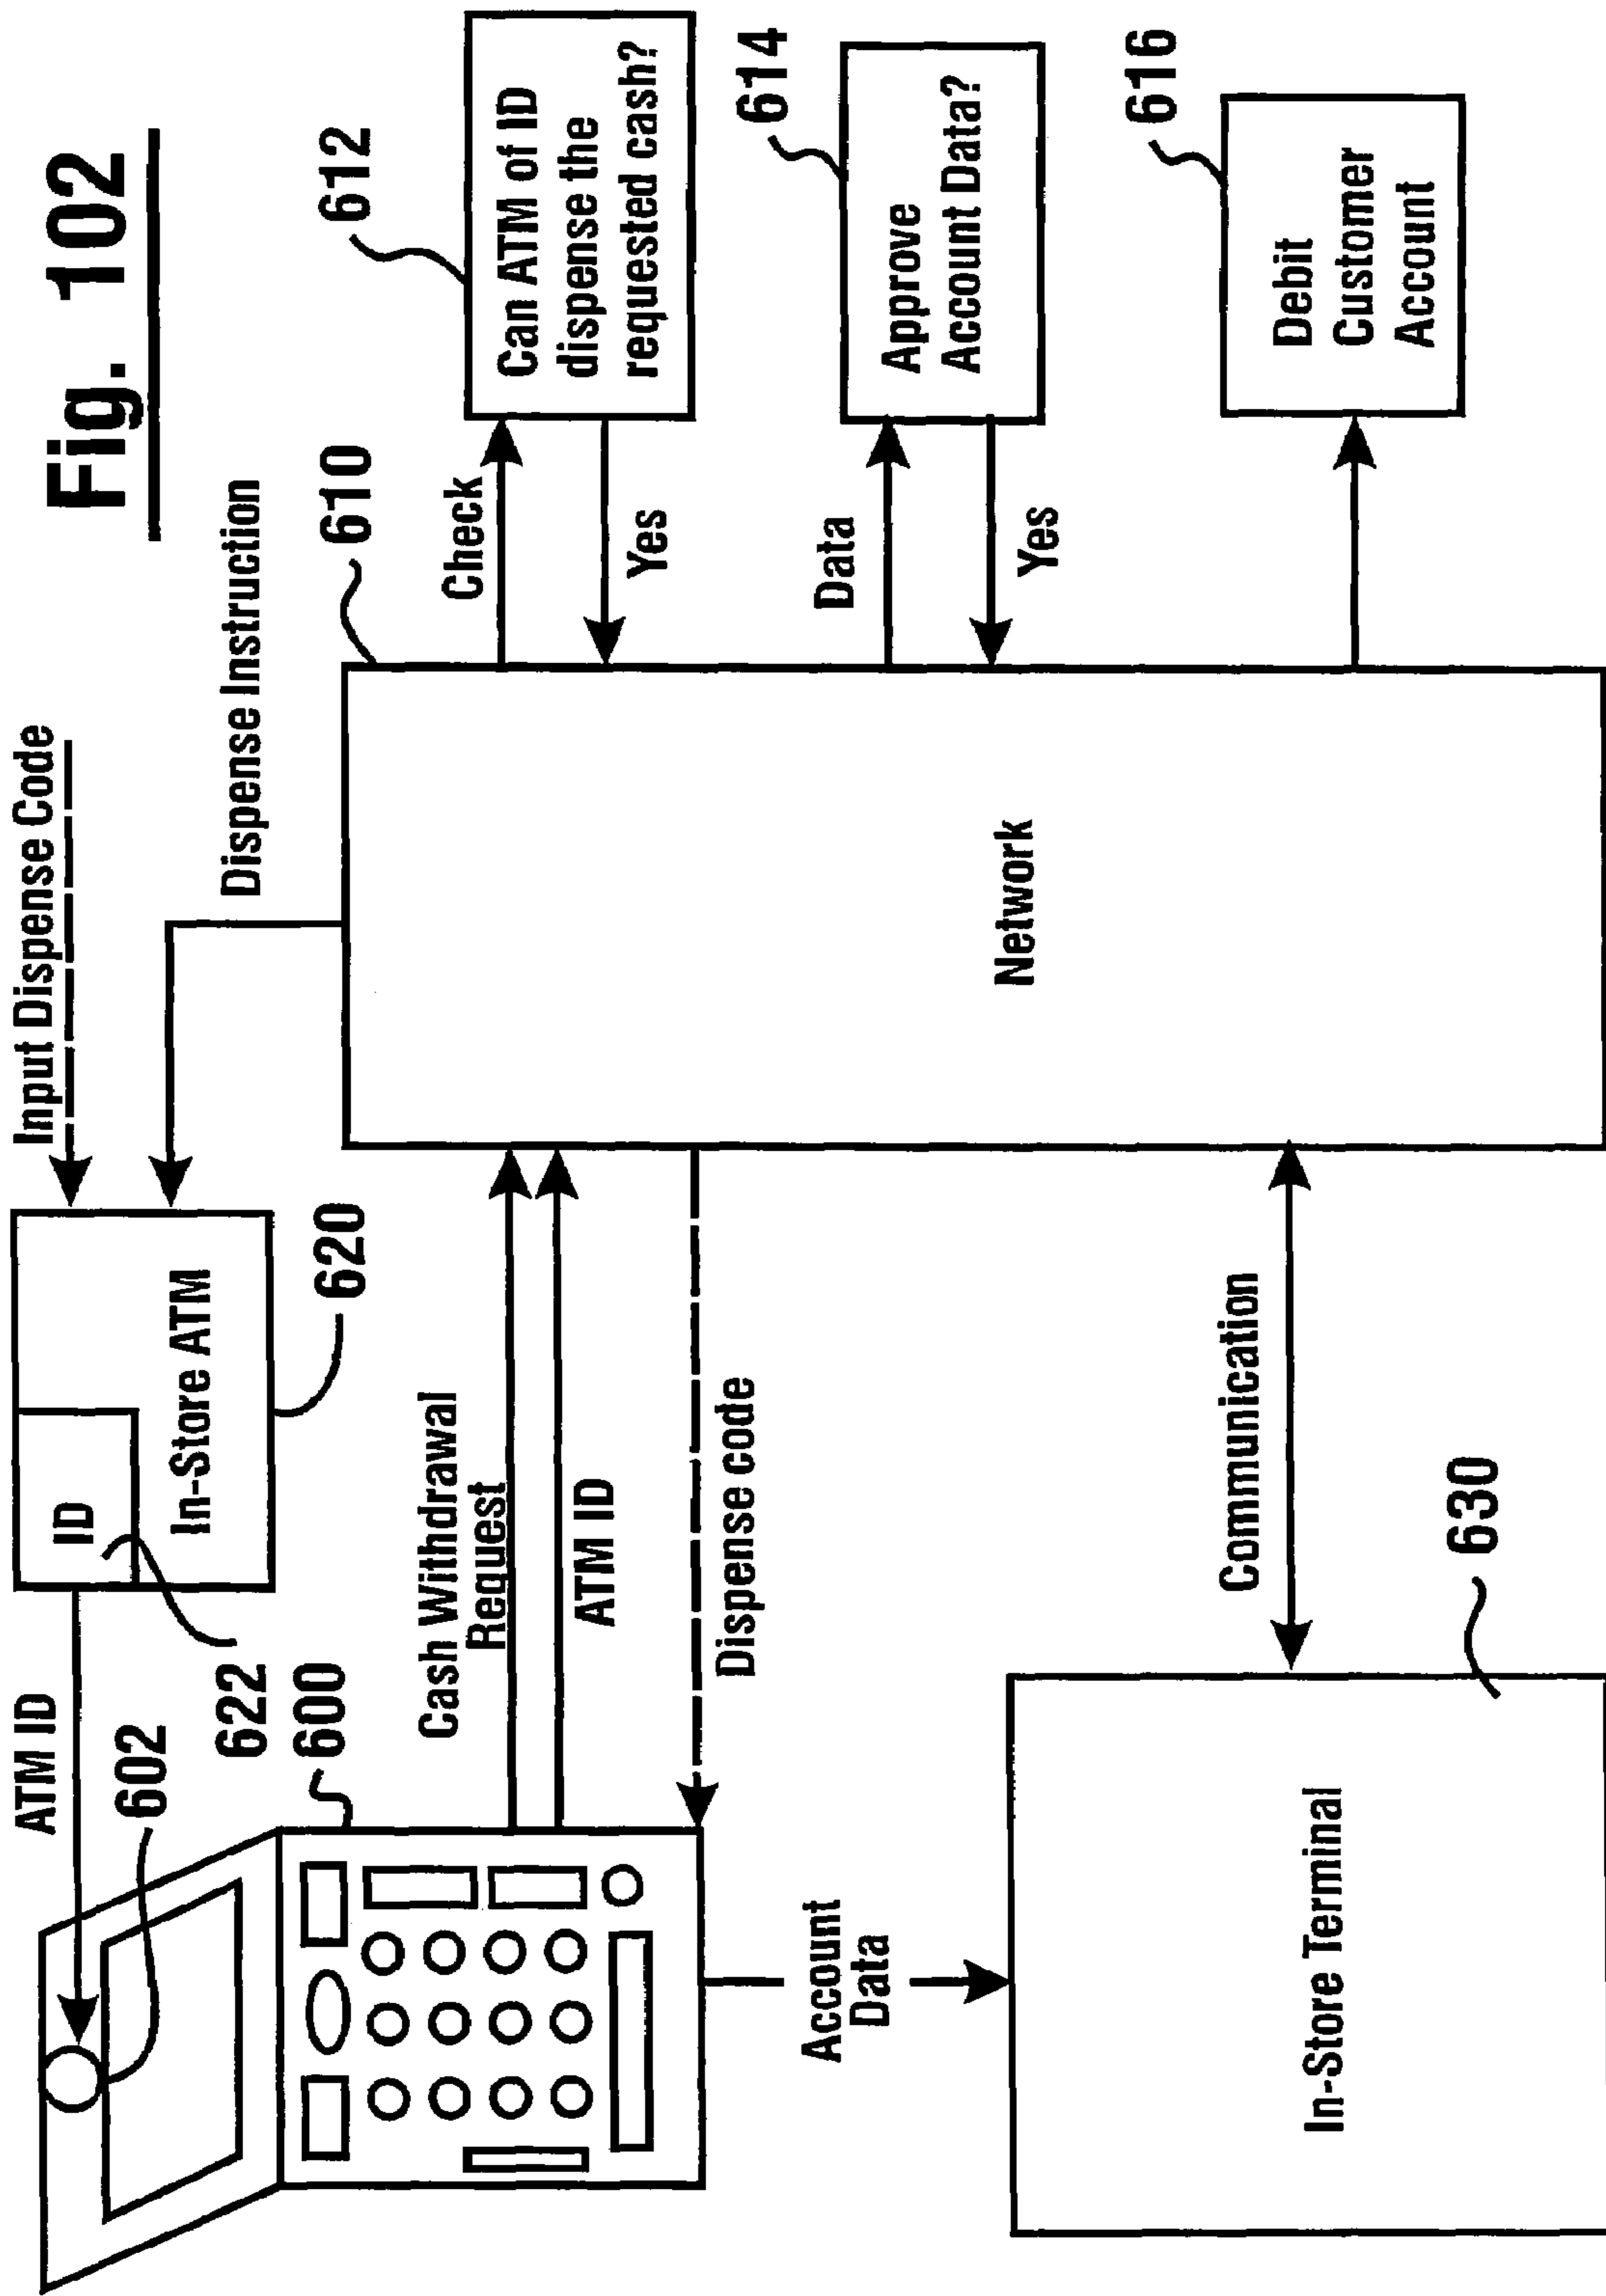 Fig. 102
Input Dispense Code
Dispense Instruction
ATM ID
602
622
600
ID
In-Store ATM
620
610
Check
Yes
612
Can ATM of ID
dispense the
requested cash?
Cash Withdrawal
Request
ATM ID
Dispense code
Network
Data
Yes
614
Approve
Account Data?
616
Debit
Customer
Account
Account
Data
Communication
630
In-Store Terminal